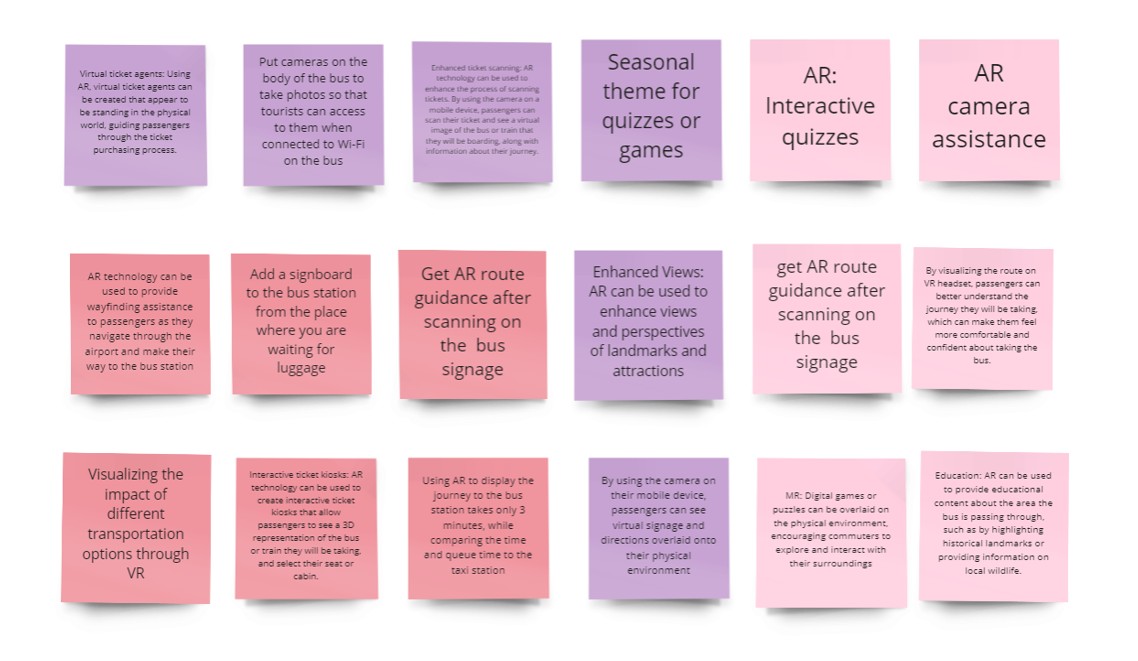 Virtual ticket agents: Using
AR, virtual ticket agents can
be created that appear to
be standing in the physical
world, guiding passengers
through the ticket
purchasing process.
Put cameras on the
body of the bus to
take photos so that
tourists can access
to them when
connected to Wi-Fi
on the bus
Enhanced ticket scanning: AR
technology can be used to
enhance the process of scanning
tickets. By using the camera on a
mobile device, passengers can
scan their ticket and see a virtual
image of the bus or train that
they will be boarding, along with
information about their journey.
Seasonal
theme for
quizzes or
games
AR:
Interactive
quizzes
AR
camera
assistance
AR technology can be
used to provide
wayfinding assistance
to passengers as they
navigate through the
airport and make their
way to the bus station
Add a signboard
to the bus station
from the place
where you are
waiting for
luggage
Get AR route
guidance after
scanning on
the bus
signage
Enhanced Views:
AR can be used to
enhance views
and perspectives
of landmarks and
attractions
get AR route
guidance after
scanning on
the bus
signage
By visualizing the route on
VR headset, passengers can
better understand the
journey they will be taking,
which can make them feel
more comfortable and
confident about taking the
bus.
Visualizing the
impact of
different
transportation
options through
VR
Interactive ticket kiosks: AR
technology can be used to
create interactive ticket
kiosks that allow
passengers to see a 3D
representation of the bus
or train they will be taking,
and select their seat or
cabin.
Using AR to display the
journey to the bus
station takes only 3
minutes, while
comparing the time
and queue time to the
taxi station
By using the camera on
their mobile device,
passengers can see
virtual signage and
directions overlaid onto
their physical
environment
MR: Digital games or
puzzles can be overlaid on
the physical environment,
encouraging commuters to
explore and interact with
their surroundings
Education: AR can be used
to provide educational
content about the area the
bus is passing through,
such as by highlighting
historical landmarks or
providing information on
local wildlife.